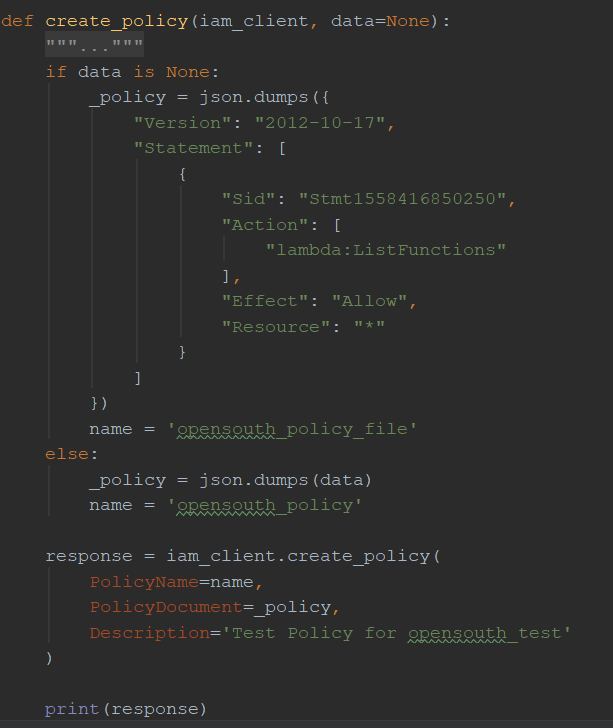 def create_policy(iam_client, data=None):
    """..."""
    if data is None:
        _policy = json.dumps({
            "Version": "2012-10-17",
            "Statement": [
                {
                    "Sid": "Stmt1558416850250",
                    "Action": [
                        "lambda:ListFunctions"
                    ],
                    "Effect": "Allow",
                    "Resource": "*"
                }
            ]
        })
        name = 'opensouth_policy_file'
    else:
        _policy = json.dumps(data)
        name = 'opensouth_policy'

    response = iam_client.create_policy(
        PolicyName=name,
        PolicyDocument=_policy,
        Description='Test Policy for opensouth_test'
    )

    print(response)